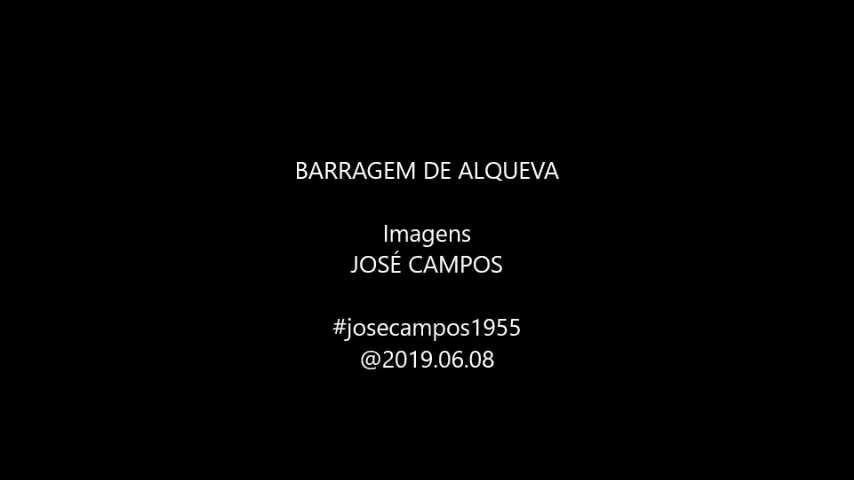 BARRAGEM DE ALQUEVA
Imagens
JOSÉ CAMPOS
#josecampos1955
@2019.06.08